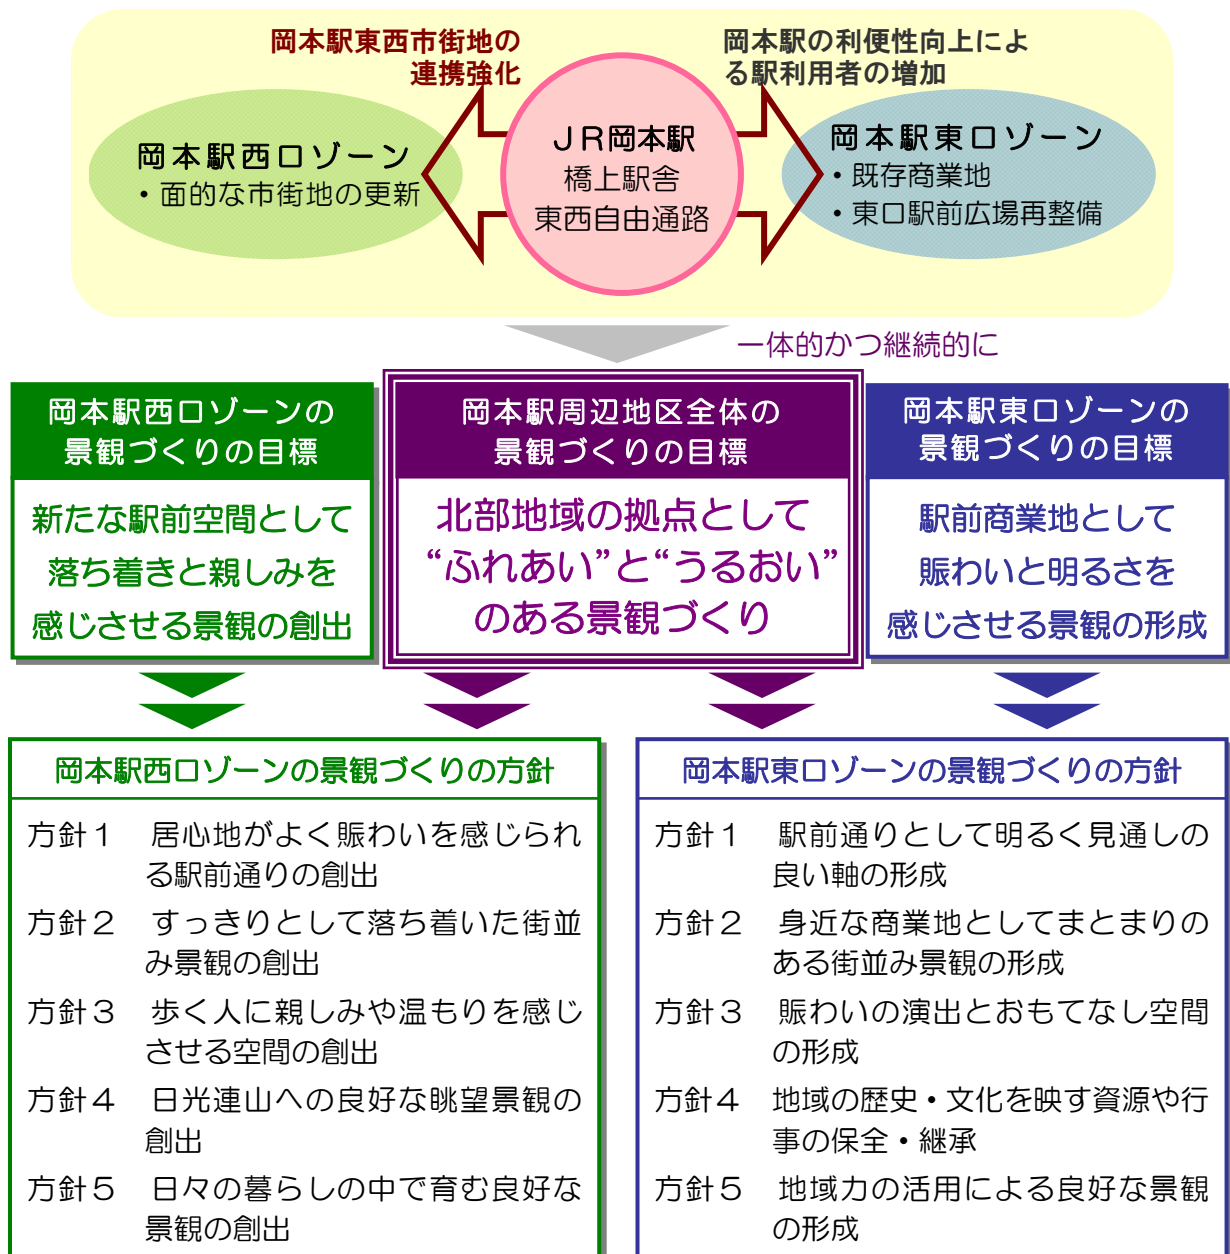 岡本駅東西市街地の
連携強化
岡本駅の利便性向上によ
る駅利用者の増加
岡本駅西口ゾーン
・面的な市街地の更新
ＪＲ岡本駅
橋上駅舎
東西自由通路
岡本駅東口ゾーン
・既存商業地
・東口駅前広場再整備
一体的かつ継続的に
岡本駅西口ゾーンの
景観づくりの目標
新たな駅前空間として
落ち着きと親しみを
感じさせる景観の創出
岡本駅周辺地区全体の
景観づくりの目標
北部地域の拠点として
“ふれあい”と“うるおい”
のある景観づくり
岡本駅東口ゾーンの
景観づくりの目標
駅前商業地として
賑わいと明るさを
感じさせる景観の形成
岡本駅西口ゾーンの景観づくりの方針
方針１　居心地がよく賑わいを感じられ
る駅前通りの創出
方針２　すっきりとして落ち着いた街並
み景観の創出
方針３　歩く人に親しみや温もりを感じ
させる空間の創出
方針４　日光連山への良好な眺望景観の
創出
方針５　日々の暮らしの中で育む良好な
景観の創出
岡本駅東口ゾーンの景観づくりの方針
方針１　駅前通りとして明るく見通しの
良い軸の形成
方針２　身近な商業地としてまとまりの
ある街並み景観の形成
方針３　賑わいの演出とおもてなし空間
の形成
方針４　地域の歴史・文化を映す資源や行
事の保全・継承
方針５　地域力の活用による良好な景観
の形成